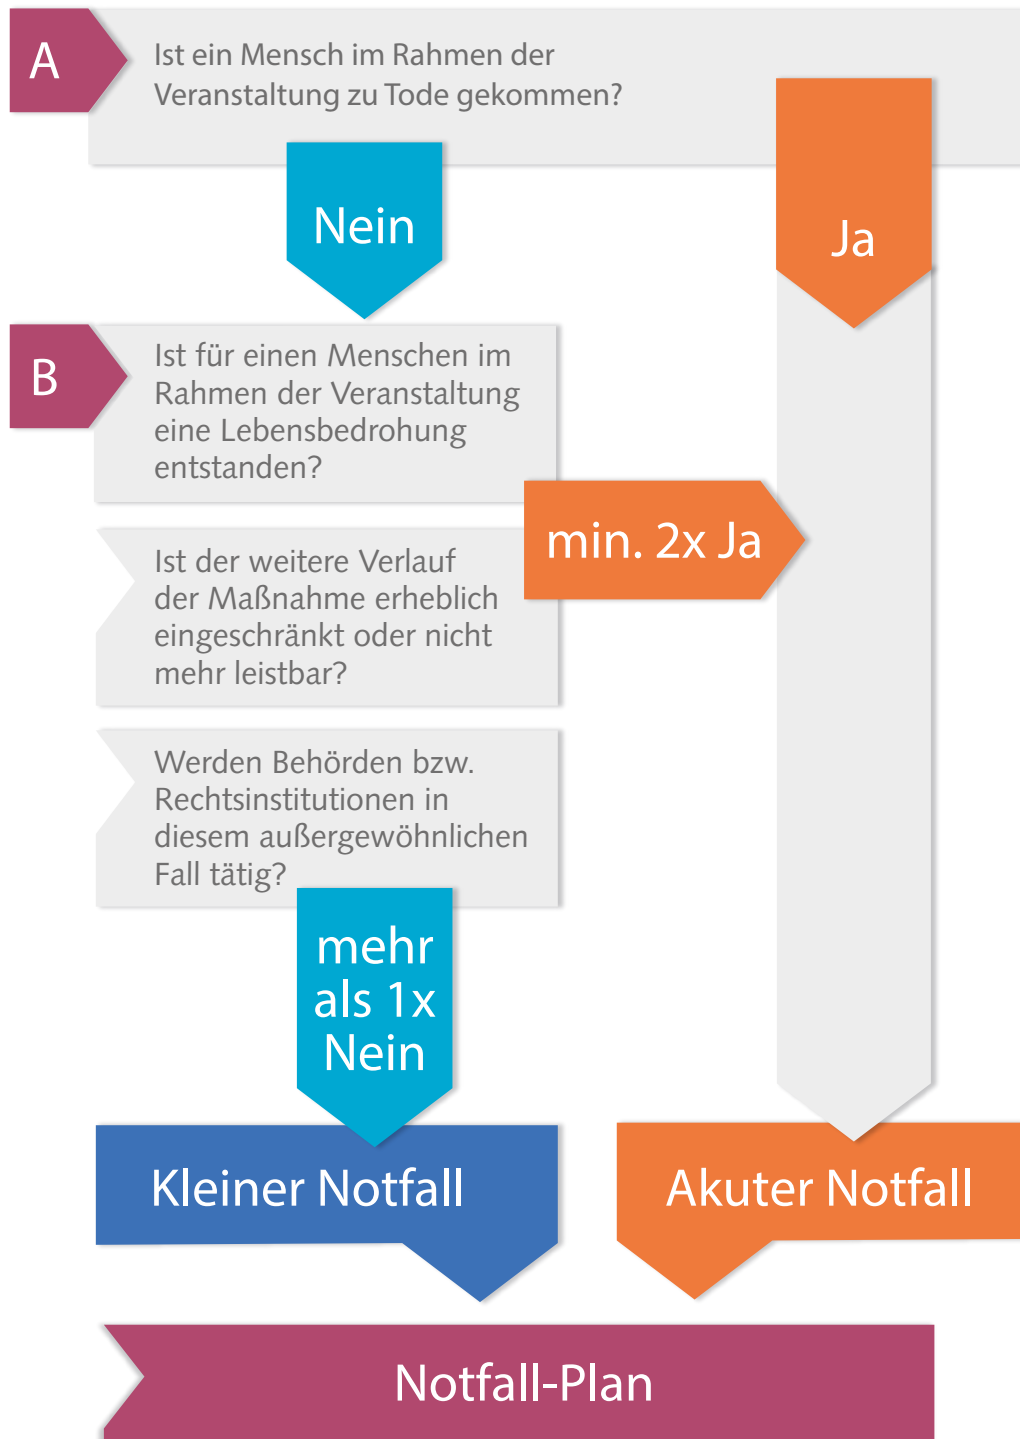 A
Ist ein Mensch im Rahmen der
Veranstaltung zu Tode gekommen?
Nein
Ja
B
Ist für einen Menschen im
Rahmen der Veranstaltung
eine Lebensbedrohung
entstanden?
min. 2x Ja
Ist der weitere Verlauf
der Maßnahme erheblich
eingeschränkt oder nicht
mehr leistbar?
Werden Behörden bzw.
Rechtsinstitutionen in
diesem außergewöhnlichen
Fall tätig?
mehr
als 1x
Nein
Kleiner Notfall
Akuter Notfall
Notfall-Plan